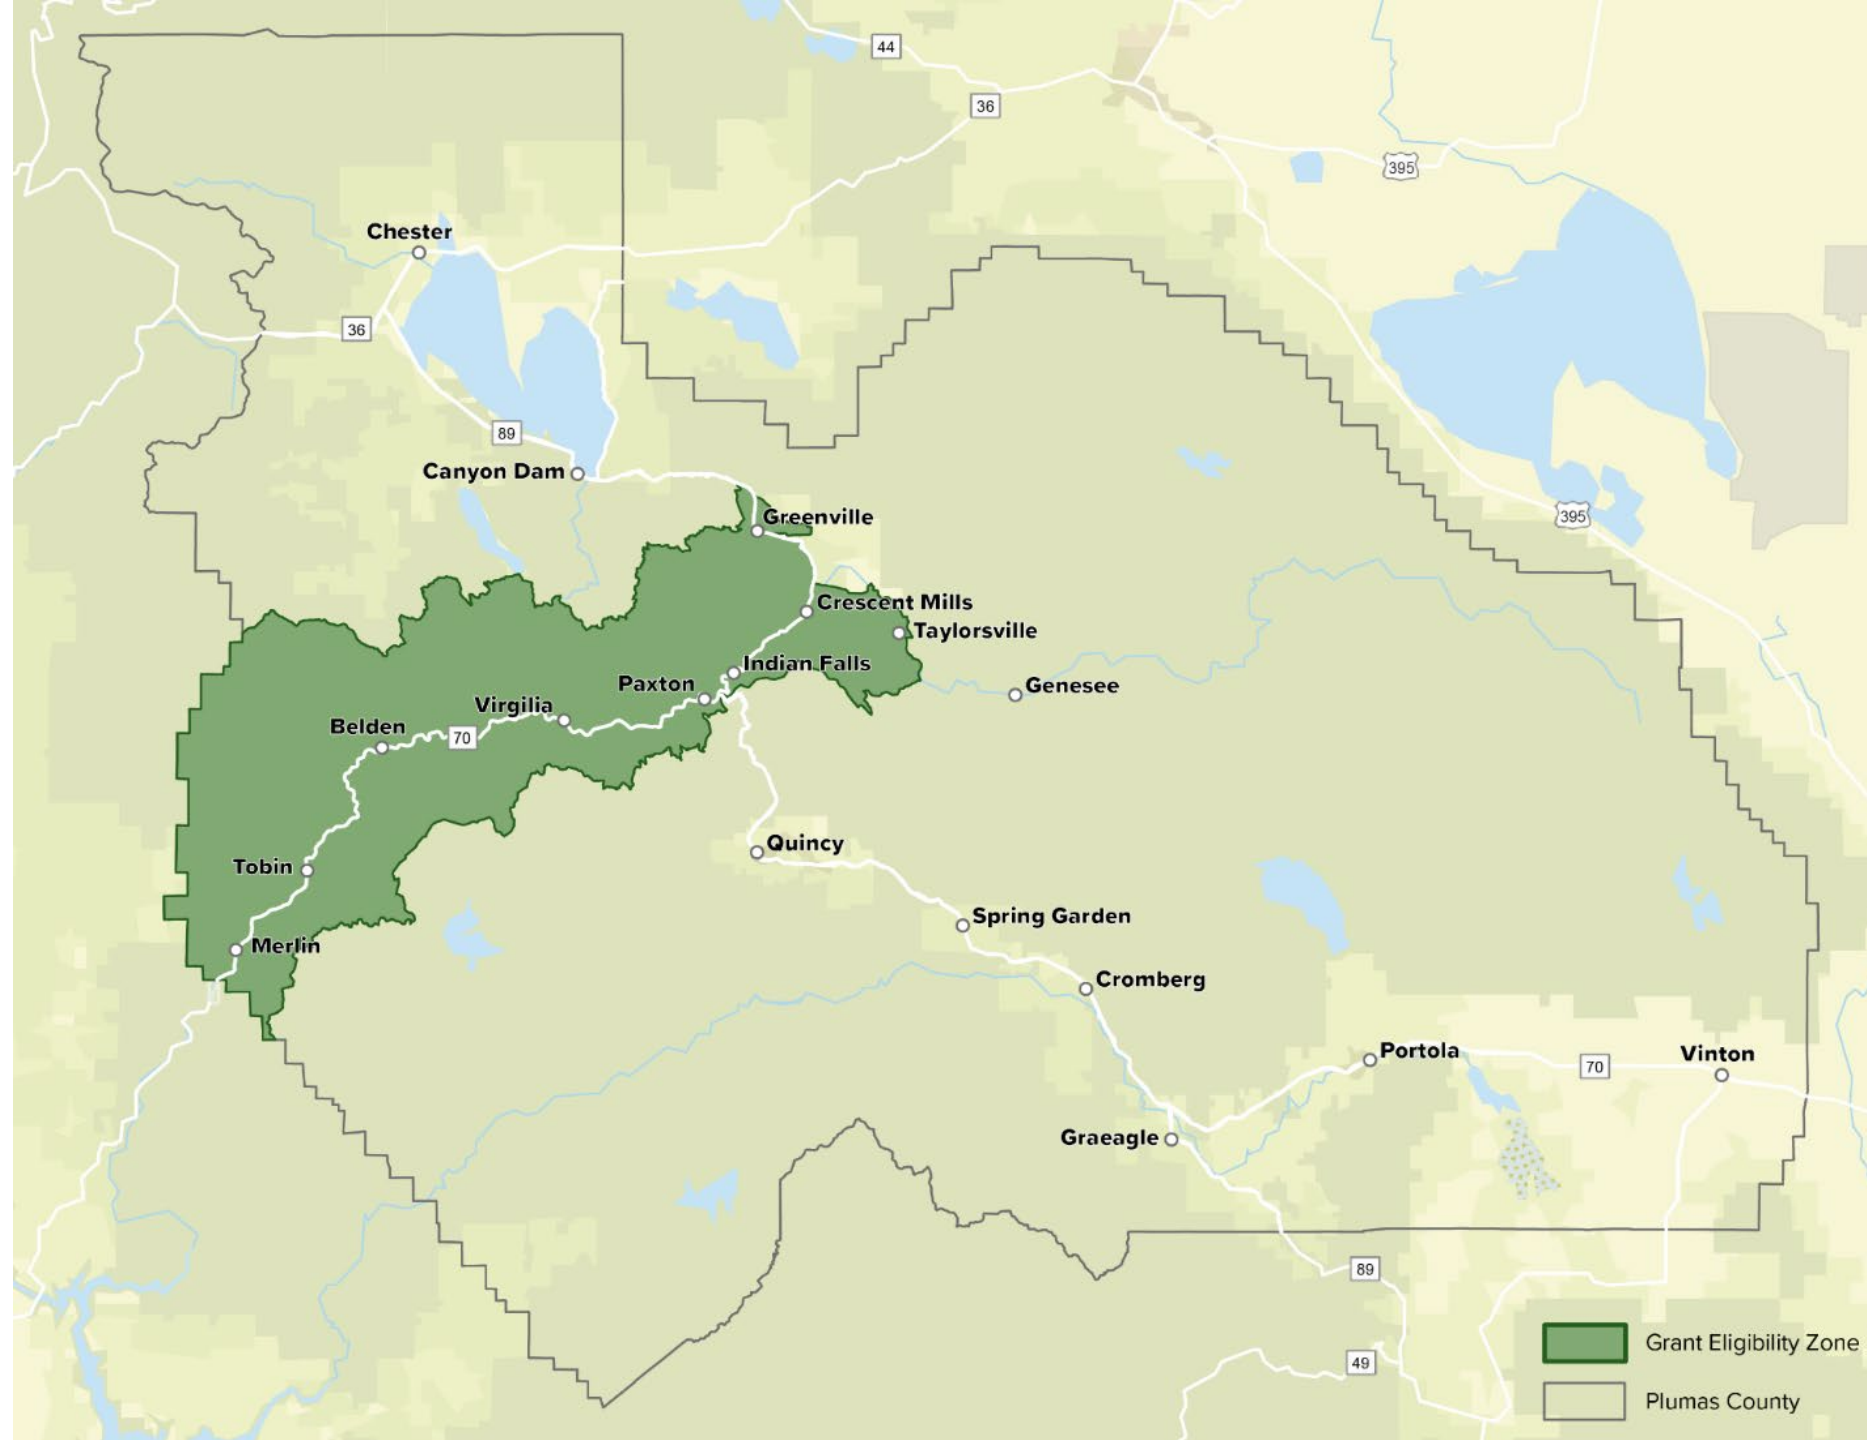 44
36
395
Chester
36
89
Canyon Dam
395
Greenville
Crescent Mills
Taylorsville
Indian Falls
Paxton
Genesee
Virgilia
Belden
70
Quincy
Tobin
Spring Garden
Merlin
Cromberg
Portola
Vinton
70
Graeagle
89
Grant Eligibility Zone
49
Plumas County